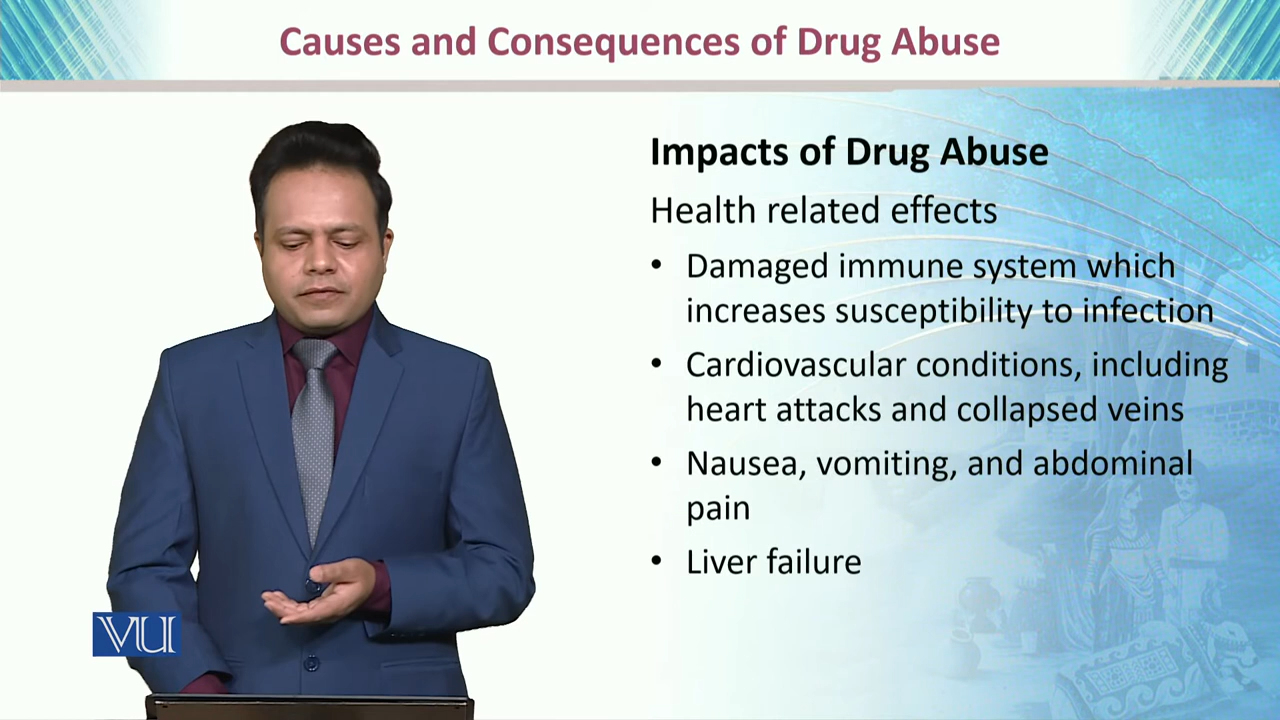 Causes and Consequences of Drug Abuse
Impacts of Drug Abuse
Health related effects
• Damaged immune system which
increases susceptibility to infection
• Cardiovascular conditions, including
heart attacks and collapsed veins
• Nausea, vomiting, and abdominal
pain
• Liver failure
VU